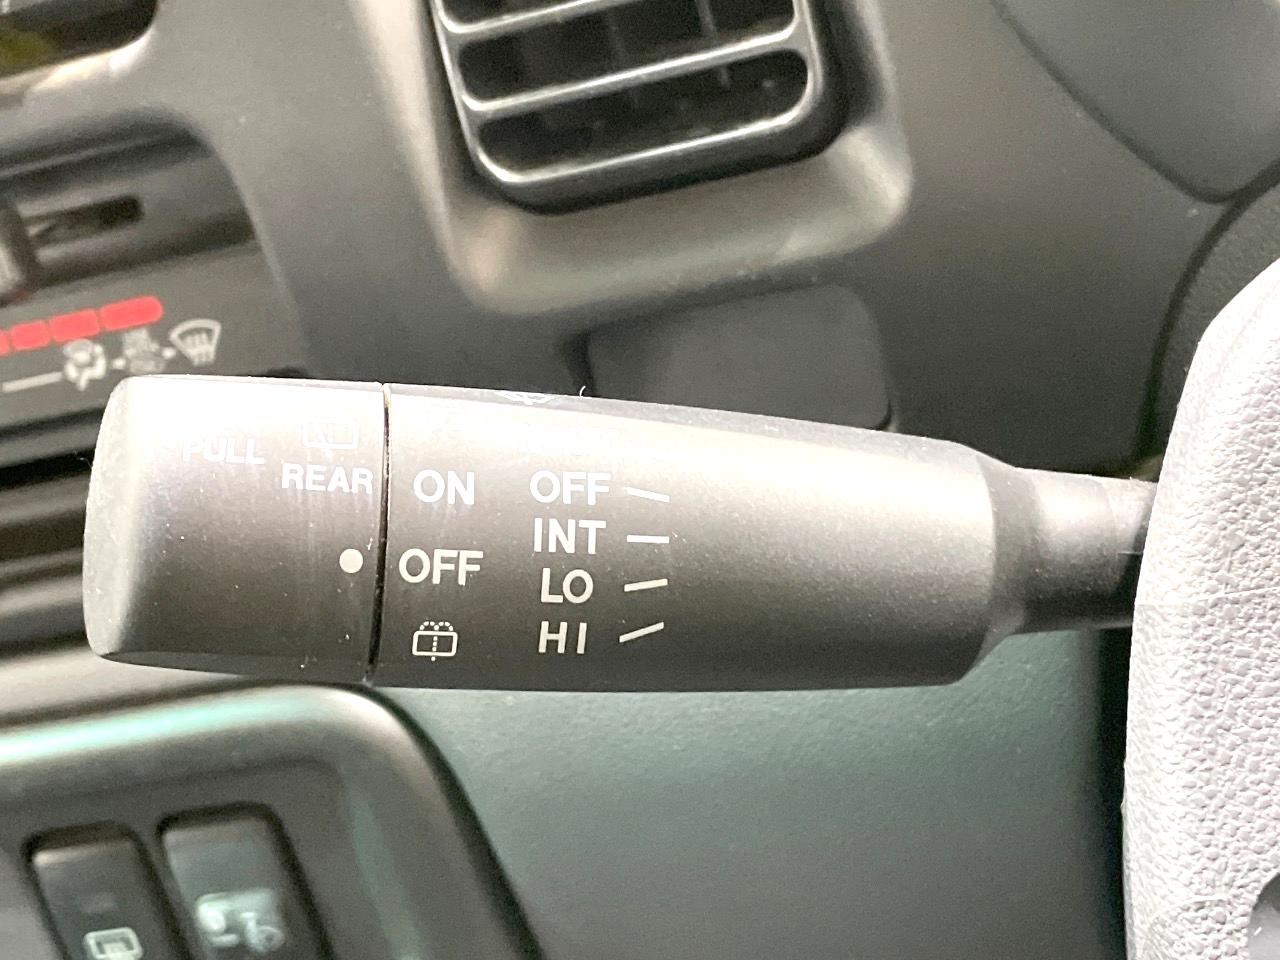 PULL
REAR
ON OFF
OFF INT
LO
HI